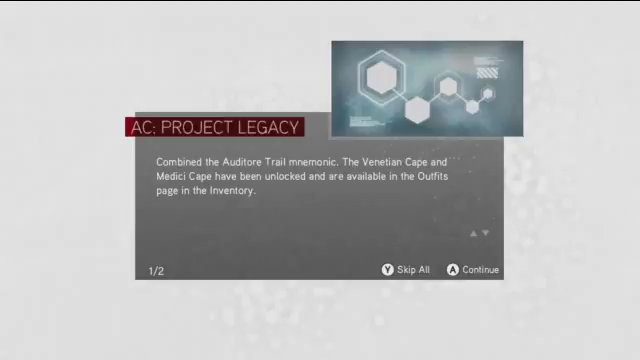 AC: PROJECT LEGACY
Combined the Auditore Trail mnemonic. The Venetian Cape and
Medici Cape have been unlocked and are available in the Outfits
page in the Inventory.
1/2
Y Skip All
A Continue